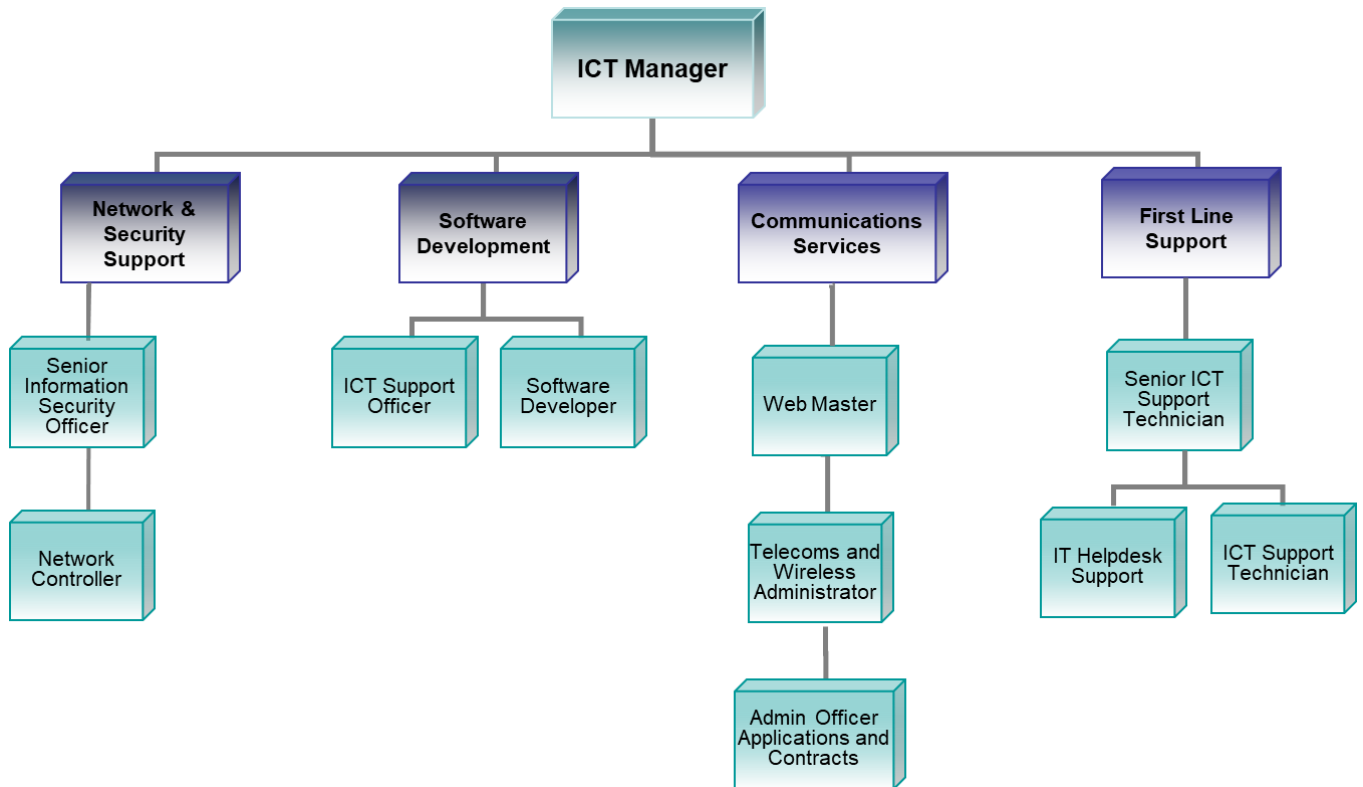 ICT Manager
Network &
Security
Support
Software
Development
Communications
Services
First Line
Support
Senior
Information
Security
Officer
ICT Support
Officer
Software
Developer
Web Master
Senior ICT
Support
Technician
Network
Controller
Telecoms and
Wireless
Administrator
IT Helpdesk
Support
ICT Support
Technician
Admin Officer
Applications and
Contracts